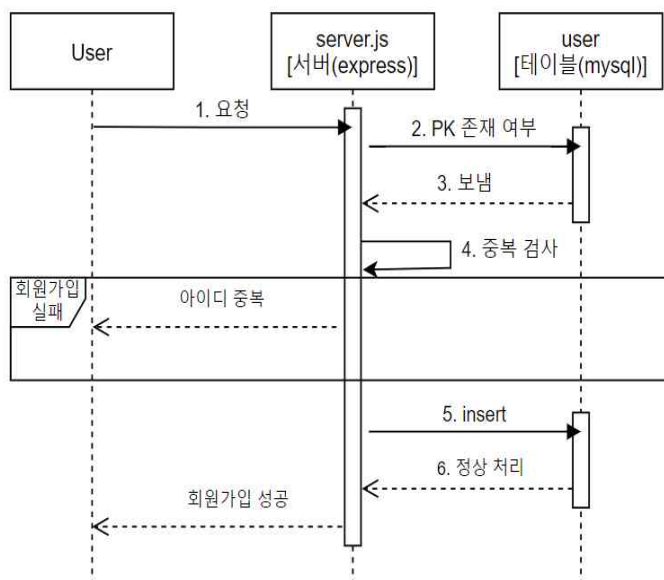 User
server.js
[서버(express)]
user
[테이블(mysql)]
1. 요청
2. PK 존재 여부
3. 보냄
4. 중복 검사
회원가입
실패
아이디 중복
5. insert
6. 정상 처리
회원가입 성공